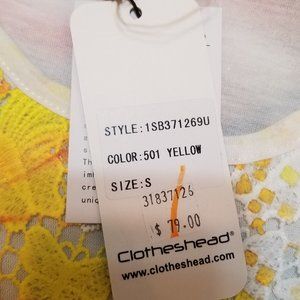 STYLE:1SB371269U
COLOR:501 YELLOW
SIZE:S
31837126
$ 79.00
Clotheshead®
www.clotheshead.com